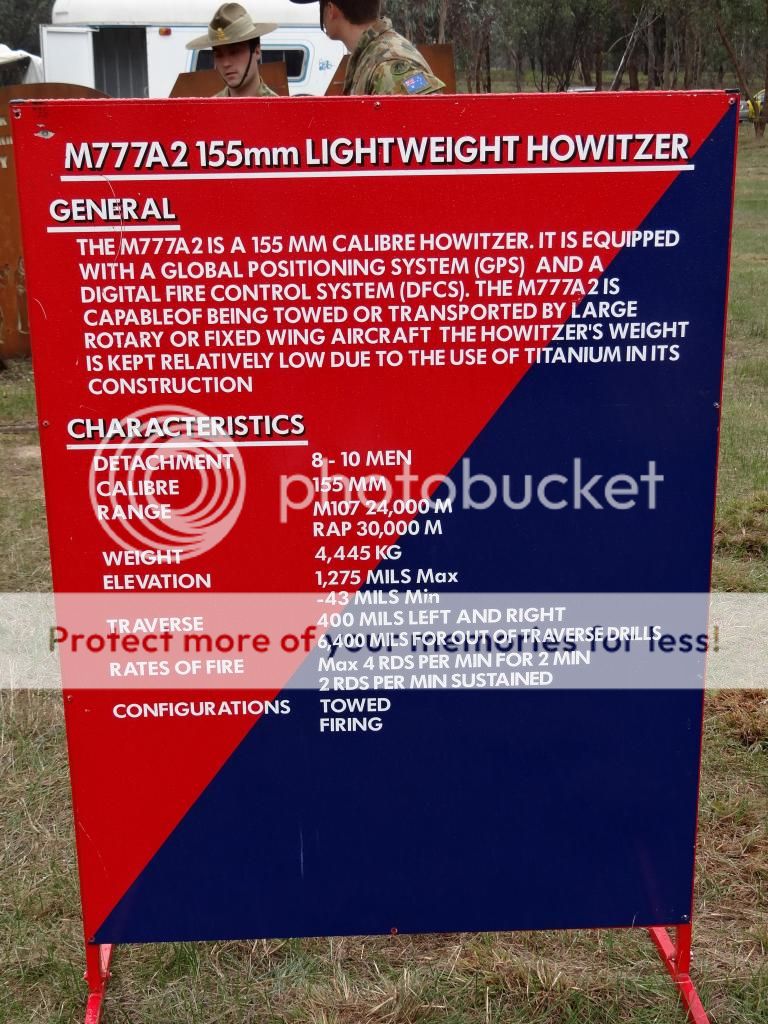 M777A2 155mm LIGHTWEIGHT HOWITZER
GENERAL
THE M777A2 IS A 155 MM CALIBRE HOWITZER. IT IS EQUIPPED
WITH A GLOBAL POSITIONING SYSTEM (GPS) AND A
DIGITAL FIRE CONTROL SYSTEM (DFCS). THE M777A2 IS
CAPABLEOF BEING TOWED OR TRANSPORTED BY LARGE
ROTARY OR FIXED WING AIRCRAFT THE HOWITZER'S WEIGHT
IS KEPT RELATIVELY LOW DUE TO THE USE OF TITANIUM IN ITS
CONSTRUCTION
CHARACTERISTICS
DETACHMENT 8 - 10 MEN
CALIBRE 155 MM
RANGE M107 24,000 M
RAP 30,000 M
WEIGHT 4,445 KG
ELEVATION 1,275 MILS Max
-43 MILS Min
TRAVERSE 400 MILS LEFT AND RIGHT
6,400 MILS FOR OUT OF TRAVERSE DRILLS
RATES OF FIRE Max 4 RDS PER MIN FOR 2 MIN
2 RDS PER MIN SUSTAINED
CONFIGURATIONS TOWED
FIRING
photobucket
Protect more of your memories for less!